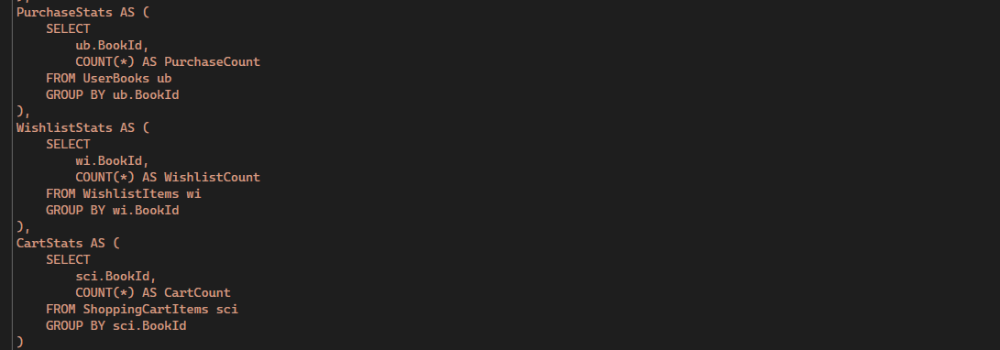 PurchaseStats AS (
    SELECT
        ub.BookId,
        COUNT(*) AS PurchaseCount
    FROM UserBooks ub
    GROUP BY ub.BookId
),
WishlistStats AS (
    SELECT
        wi.BookId,
        COUNT(*) AS WishlistCount
    FROM WishlistItems wi
    GROUP BY wi.BookId
),
CartStats AS (
    SELECT
        sci.BookId,
        COUNT(*) AS CartCount
    FROM ShoppingCartItems sci
    GROUP BY sci.BookId
)